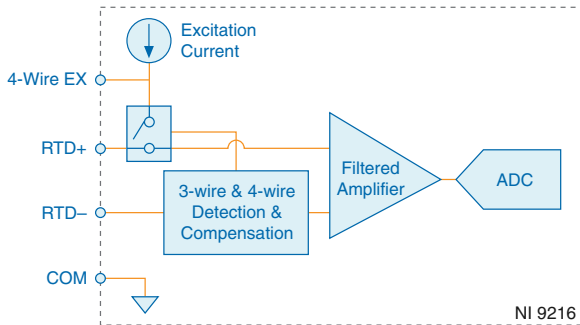 Excitation
Current
4-Wire EX
RTD+
Filtered
Amplifier
ADC
3-wire & 4-wire
Detection &
Compensation
RTD–
COM
NI 9216